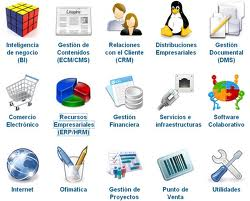 Inteligencia
de negocio
(BI)
Gestión de
Contenidos
(ECM/CMS)
Relaciones
con el Cliente
(CRM)
Distribuciones
Empresariales
Gestión
Documental
(DMS)
Comercio
Electrónico
Recursos
Empresariales
(ERP/HRM)
Gestión
Financiera
Servicios e
infraestructuras
Software
Colaborativo
Internet
Ofimática
Gestión de
Proyectos
Punto de
Venta
Utilidades